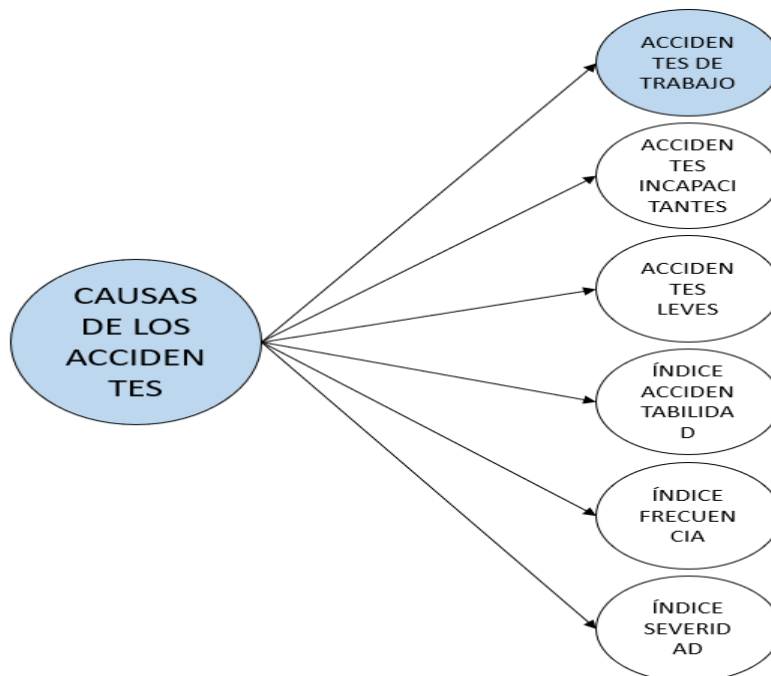 ACCIDEN
TES DE
TRABAJO
ACCIDEN
TES
INCAPACI
TANTES
CAUSAS
DE LOS
ACCIDEN
TES
ACCIDEN
TES
LEVES
ÍNDICE
ACCIDEN
TABILIDA
D
ÍNDICE
FRECUEN
CIA
ÍNDICE
SEVERID
AD